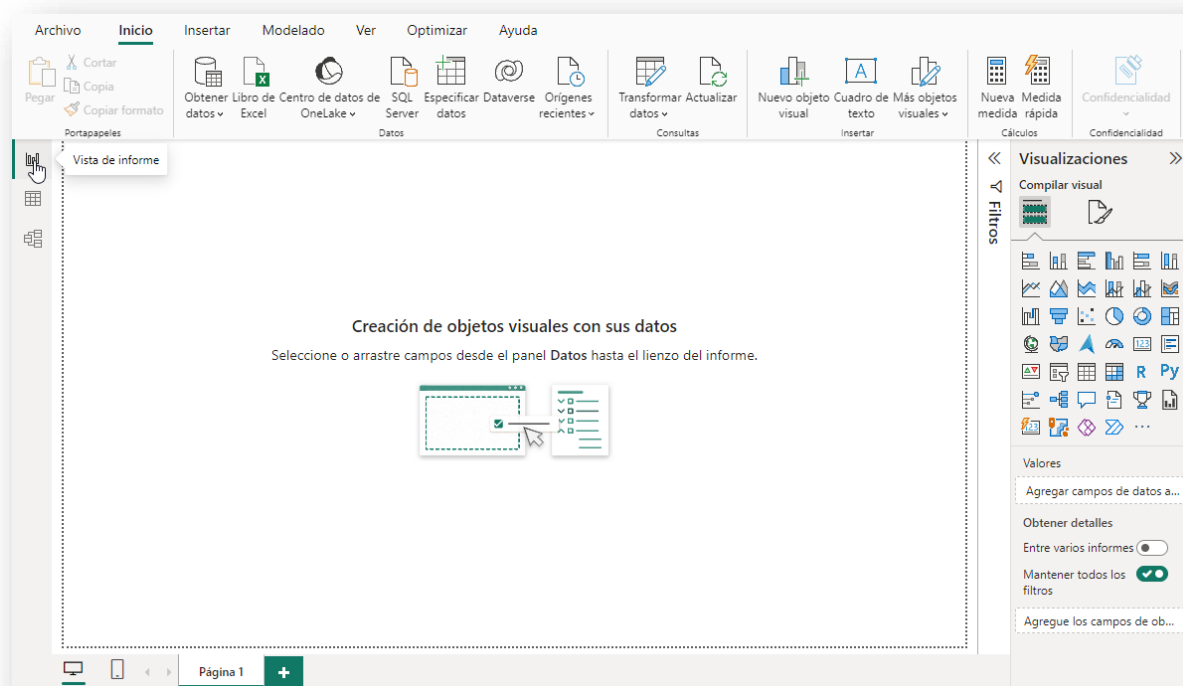 Archivo Inicio Insertar Modelado Ver Optimizar Ayuda
Pegar
Cortar
Copia
Copiar formato
Portapapeles
Obtener datos
Libro de Excel
Centro de datos de OneLake
SQL Server
Especificar datos
Dataverse
Orígenes recientes
Datos
Transformar datos
Actualizar
Consultas
Nuevo objeto visual
Cuadro de texto
A
Más objetos visuales
Insertar
Nueva medida
Medida rápida
Cálculos
Confidencialidad
Confidencialidad
Vista de informe
Creación de objetos visuales con sus datos
Seleccione o arrastre campos desde el panel Datos hasta el lienzo del informe.
Filtros
Visualizaciones
Compilar visual
123
R Py
123
Valores
Agregar campos de datos a...
Obtener detalles
Entre varios informes
Mantener todos los
filtros
Agregue los campos de ob...
Página 1